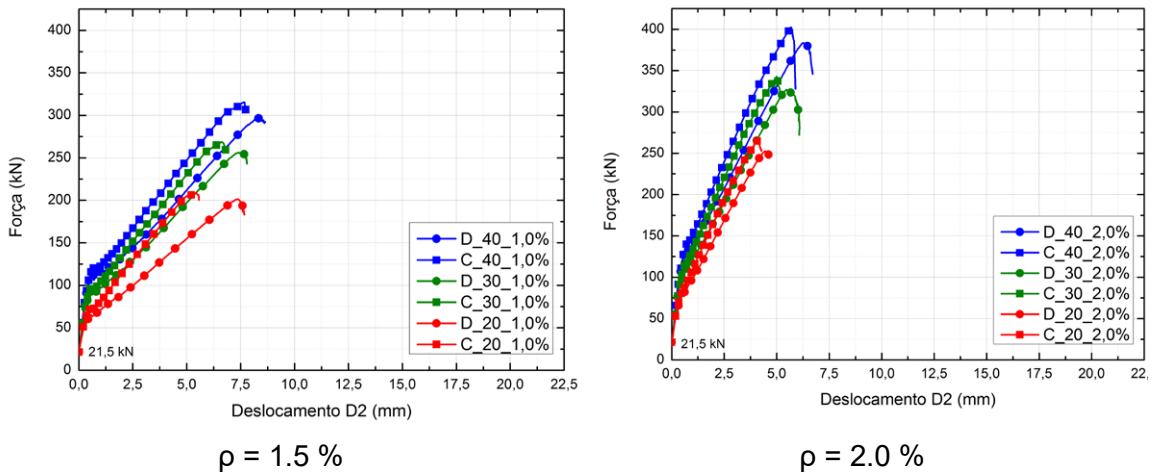 400
350
300
250
200
150
100
50
0
Força (kN)
21,5 kN
D_40_1,0%
C_40_1,0%
D_30_1,0%
C_30_1,0%
D_20_1,0%
C_20_1,0%
0,0 2,5 5,0 7,5 10,0 12,5 15,0 17,5 20,0 22,5
Deslocamento D2 (mm)
ρ = 1.5 %
400
350
300
250
200
150
100
50
0
Força (kN)
21,5 kN
D_40_2,0%
C_40_2,0%
D_30_2,0%
C_30_2,0%
D_20_2,0%
C_20_2,0%
0,0 2,5 5,0 7,5 10,0 12,5 15,0 17,5 20,0 22,5
Deslocamento D2 (mm)
ρ = 2.0 %